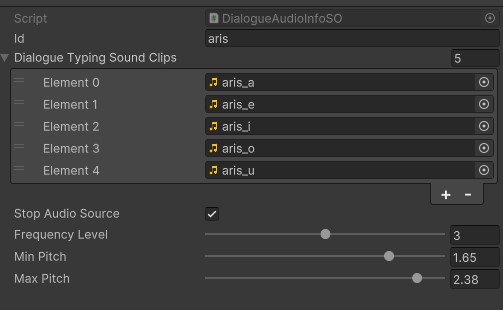 Script DialogueAudioInfoSO
Id aris
Dialogue Typing Sound Clips 5
Element 0 aris_a
Element 1 aris_e
Element 2 aris_i
Element 3 aris_o
Element 4 aris_u
+ -
Stop Audio Source
Frequency Level 3
Min Pitch 1.65
Max Pitch 2.38